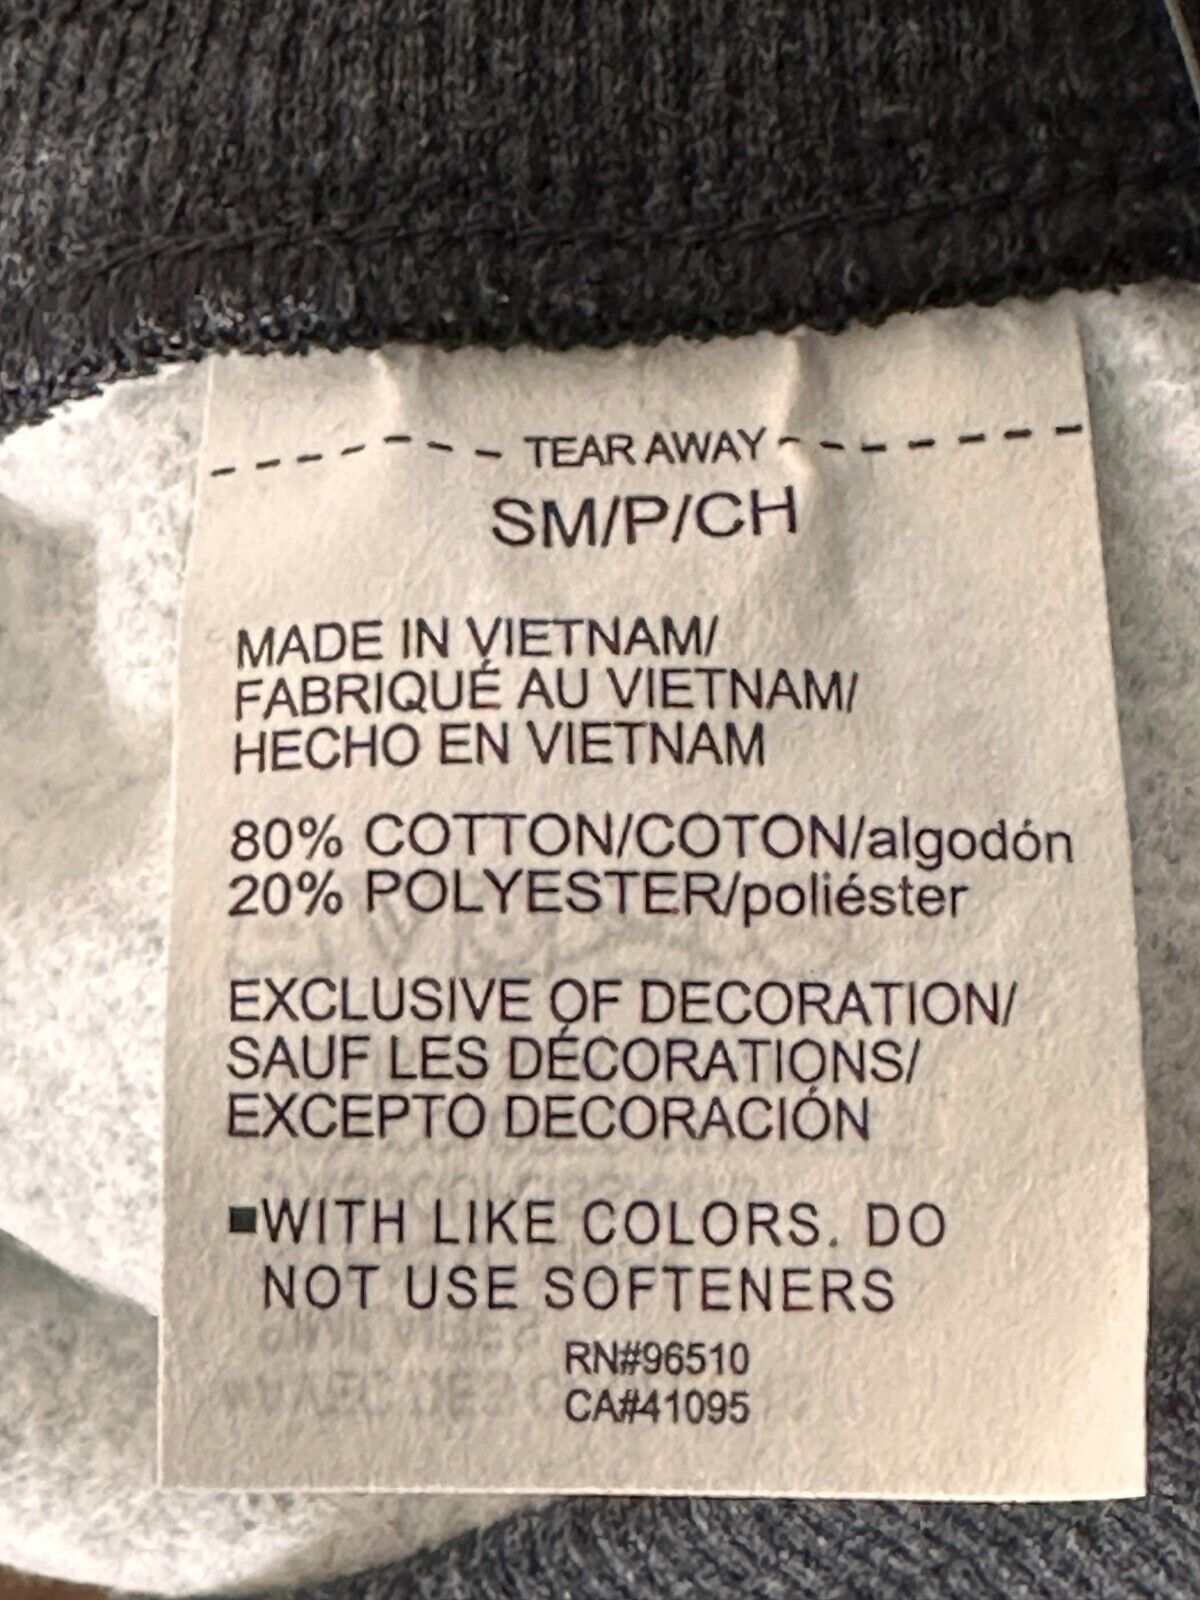 TEAR AWAY
SM/P/CH
MADE IN VIETNAM/
FABRIQUÉ AU VIETNAM/
HECHO EN VIETNAM
80% COTTON/COTON/algodón
20% POLYESTER/poliéster
EXCLUSIVE OF DECORATION/
SAUF LES DÉCORATIONS/
EXCEPTO DECORACIÓN
■WITH LIKE COLORS. DO
NOT USE SOFTENERS
RN#96510
CA#41095